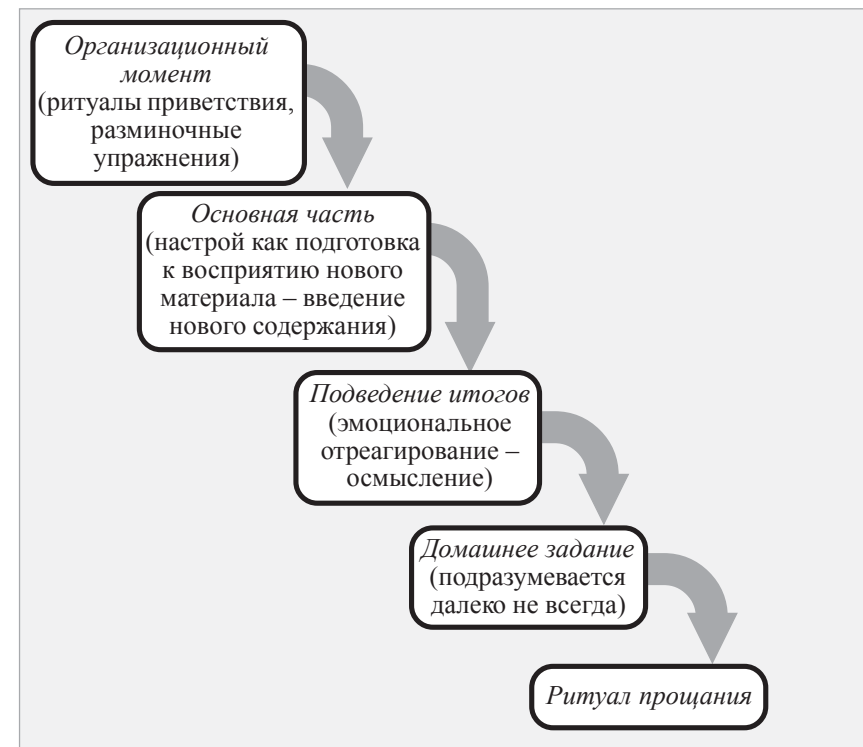 Организационный
момент
(ритуалы приветствия,
разминочные
упражнения)
Основная часть
(настрой как подготовка
к восприятию нового
материала – введение
нового содержания)
Подведение итогов
(эмоциональное
отреагирование –
осмысление)
Домашнее задание
(подразумевается
далеко не всегда)
Ритуал прощания